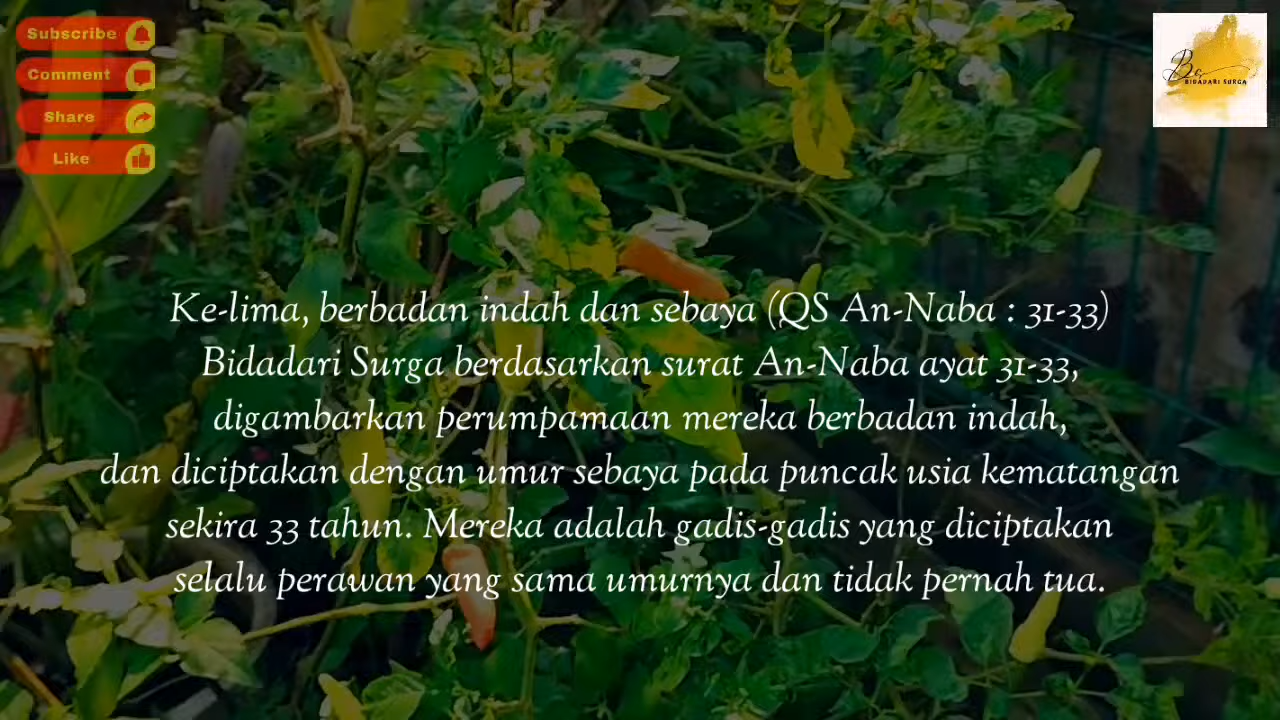 Subscribe
Comment
Share
Like
Bs
BIDADARI SURGA
Ke-lima, berbadan indah dan sebaya (QS An-Naba : 31-33)
Bidadari Surga berdasarkan surat An-Naba ayat 31-33,
digambarkan perumpamaan mereka berbadan indah,
dan diciptakan dengan umur sebaya pada puncak usia kematangan
sekira 33 tahun. Mereka adalah gadis-gadis yang diciptakan
selalu perawan yang sama umurnya dan tidak pernah tua.